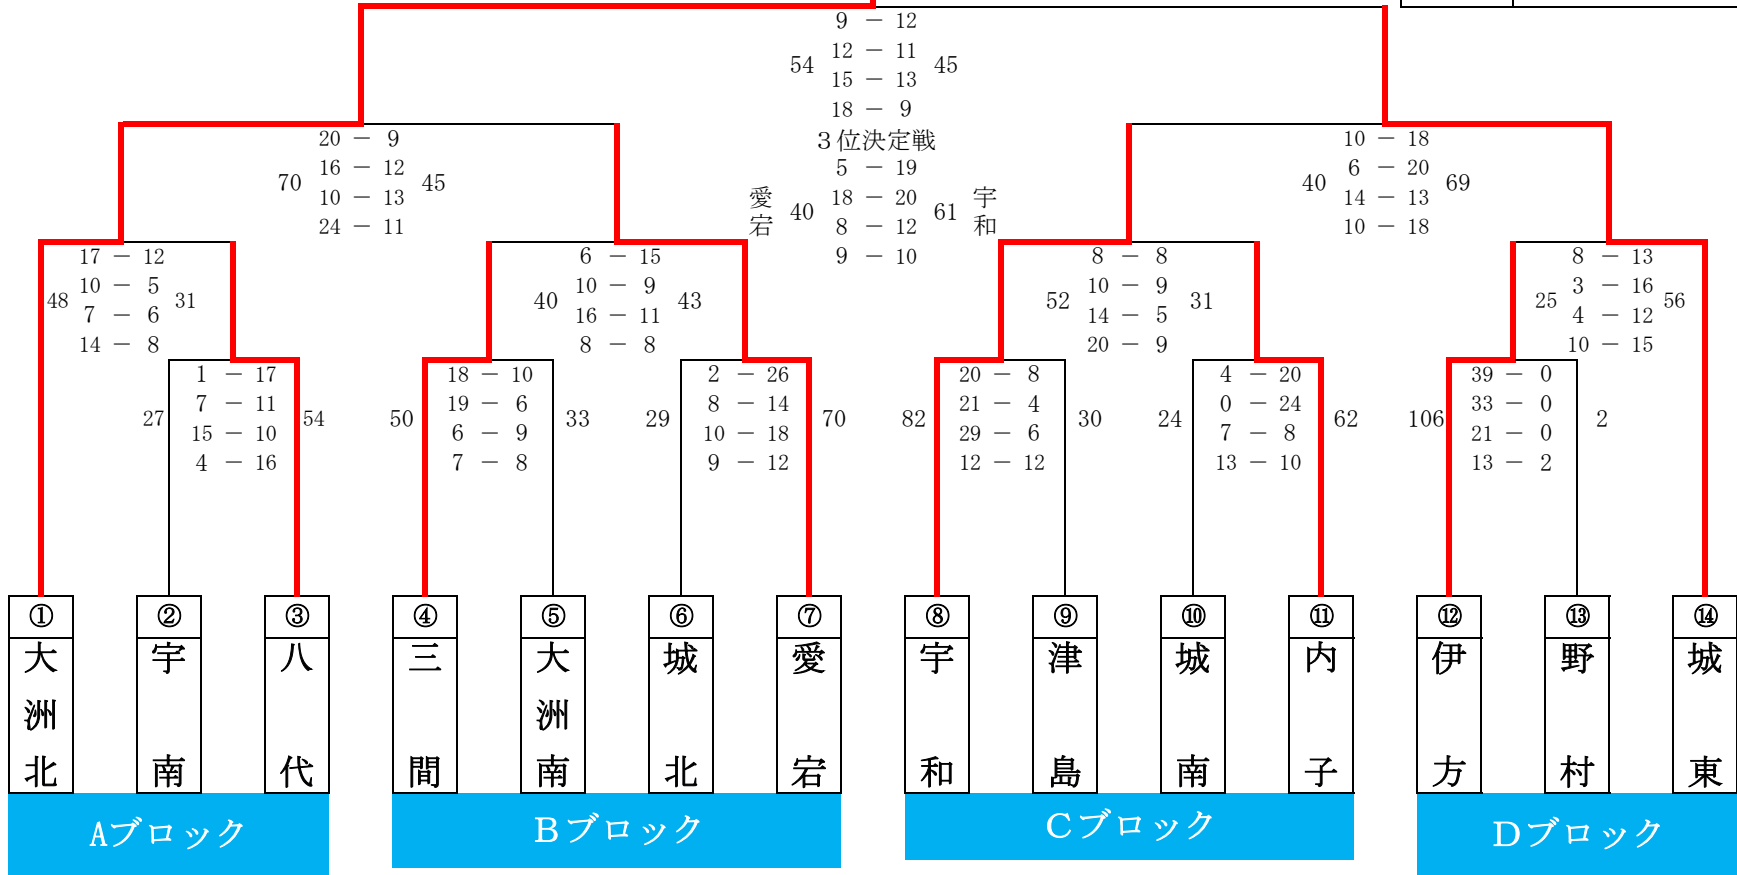 9 － 12
12 － 11
54 45
15 － 13
18 － 9
３位決定戦
5 － 19
18 － 20
愛宕 40 61 宇和
8 － 12
9 － 10
20 － 9
16 － 12
70 45
10 － 13
24 － 11
10 － 18
6 － 20
40 69
14 － 13
10 － 18
17 － 12
10 － 5
48 31
7 － 6
14 － 8
6 － 15
10 － 9
40 43
16 － 11
8 － 8
8 － 8
10 － 9
52 31
14 － 5
20 － 9
8 － 13
3 － 16
25 56
4 － 12
10 － 15
1 － 17
7 － 11
27 54
15 － 10
4 － 16
18 － 10
19 － 6
50 33
6 － 9
7 － 8
2 － 26
8 － 14
29 70
10 － 18
9 － 12
20 － 8
21 － 4
82 30
29 － 6
12 － 12
4 － 20
0 － 24
24 62
7 － 8
13 － 10
39 － 0
33 － 0
106 2
21 － 0
13 － 2
① 大洲北
② 宇南
③ 八代
④ 三間
⑤ 大洲南
⑥ 城北
⑦ 愛宕
⑧ 宇和
⑨ 津島
⑩ 城南
⑪ 内子
⑫ 伊方
⑬ 野村
⑭ 城東
Aブロック
Ｂブロック
Ｃブロック
Ｄブロック